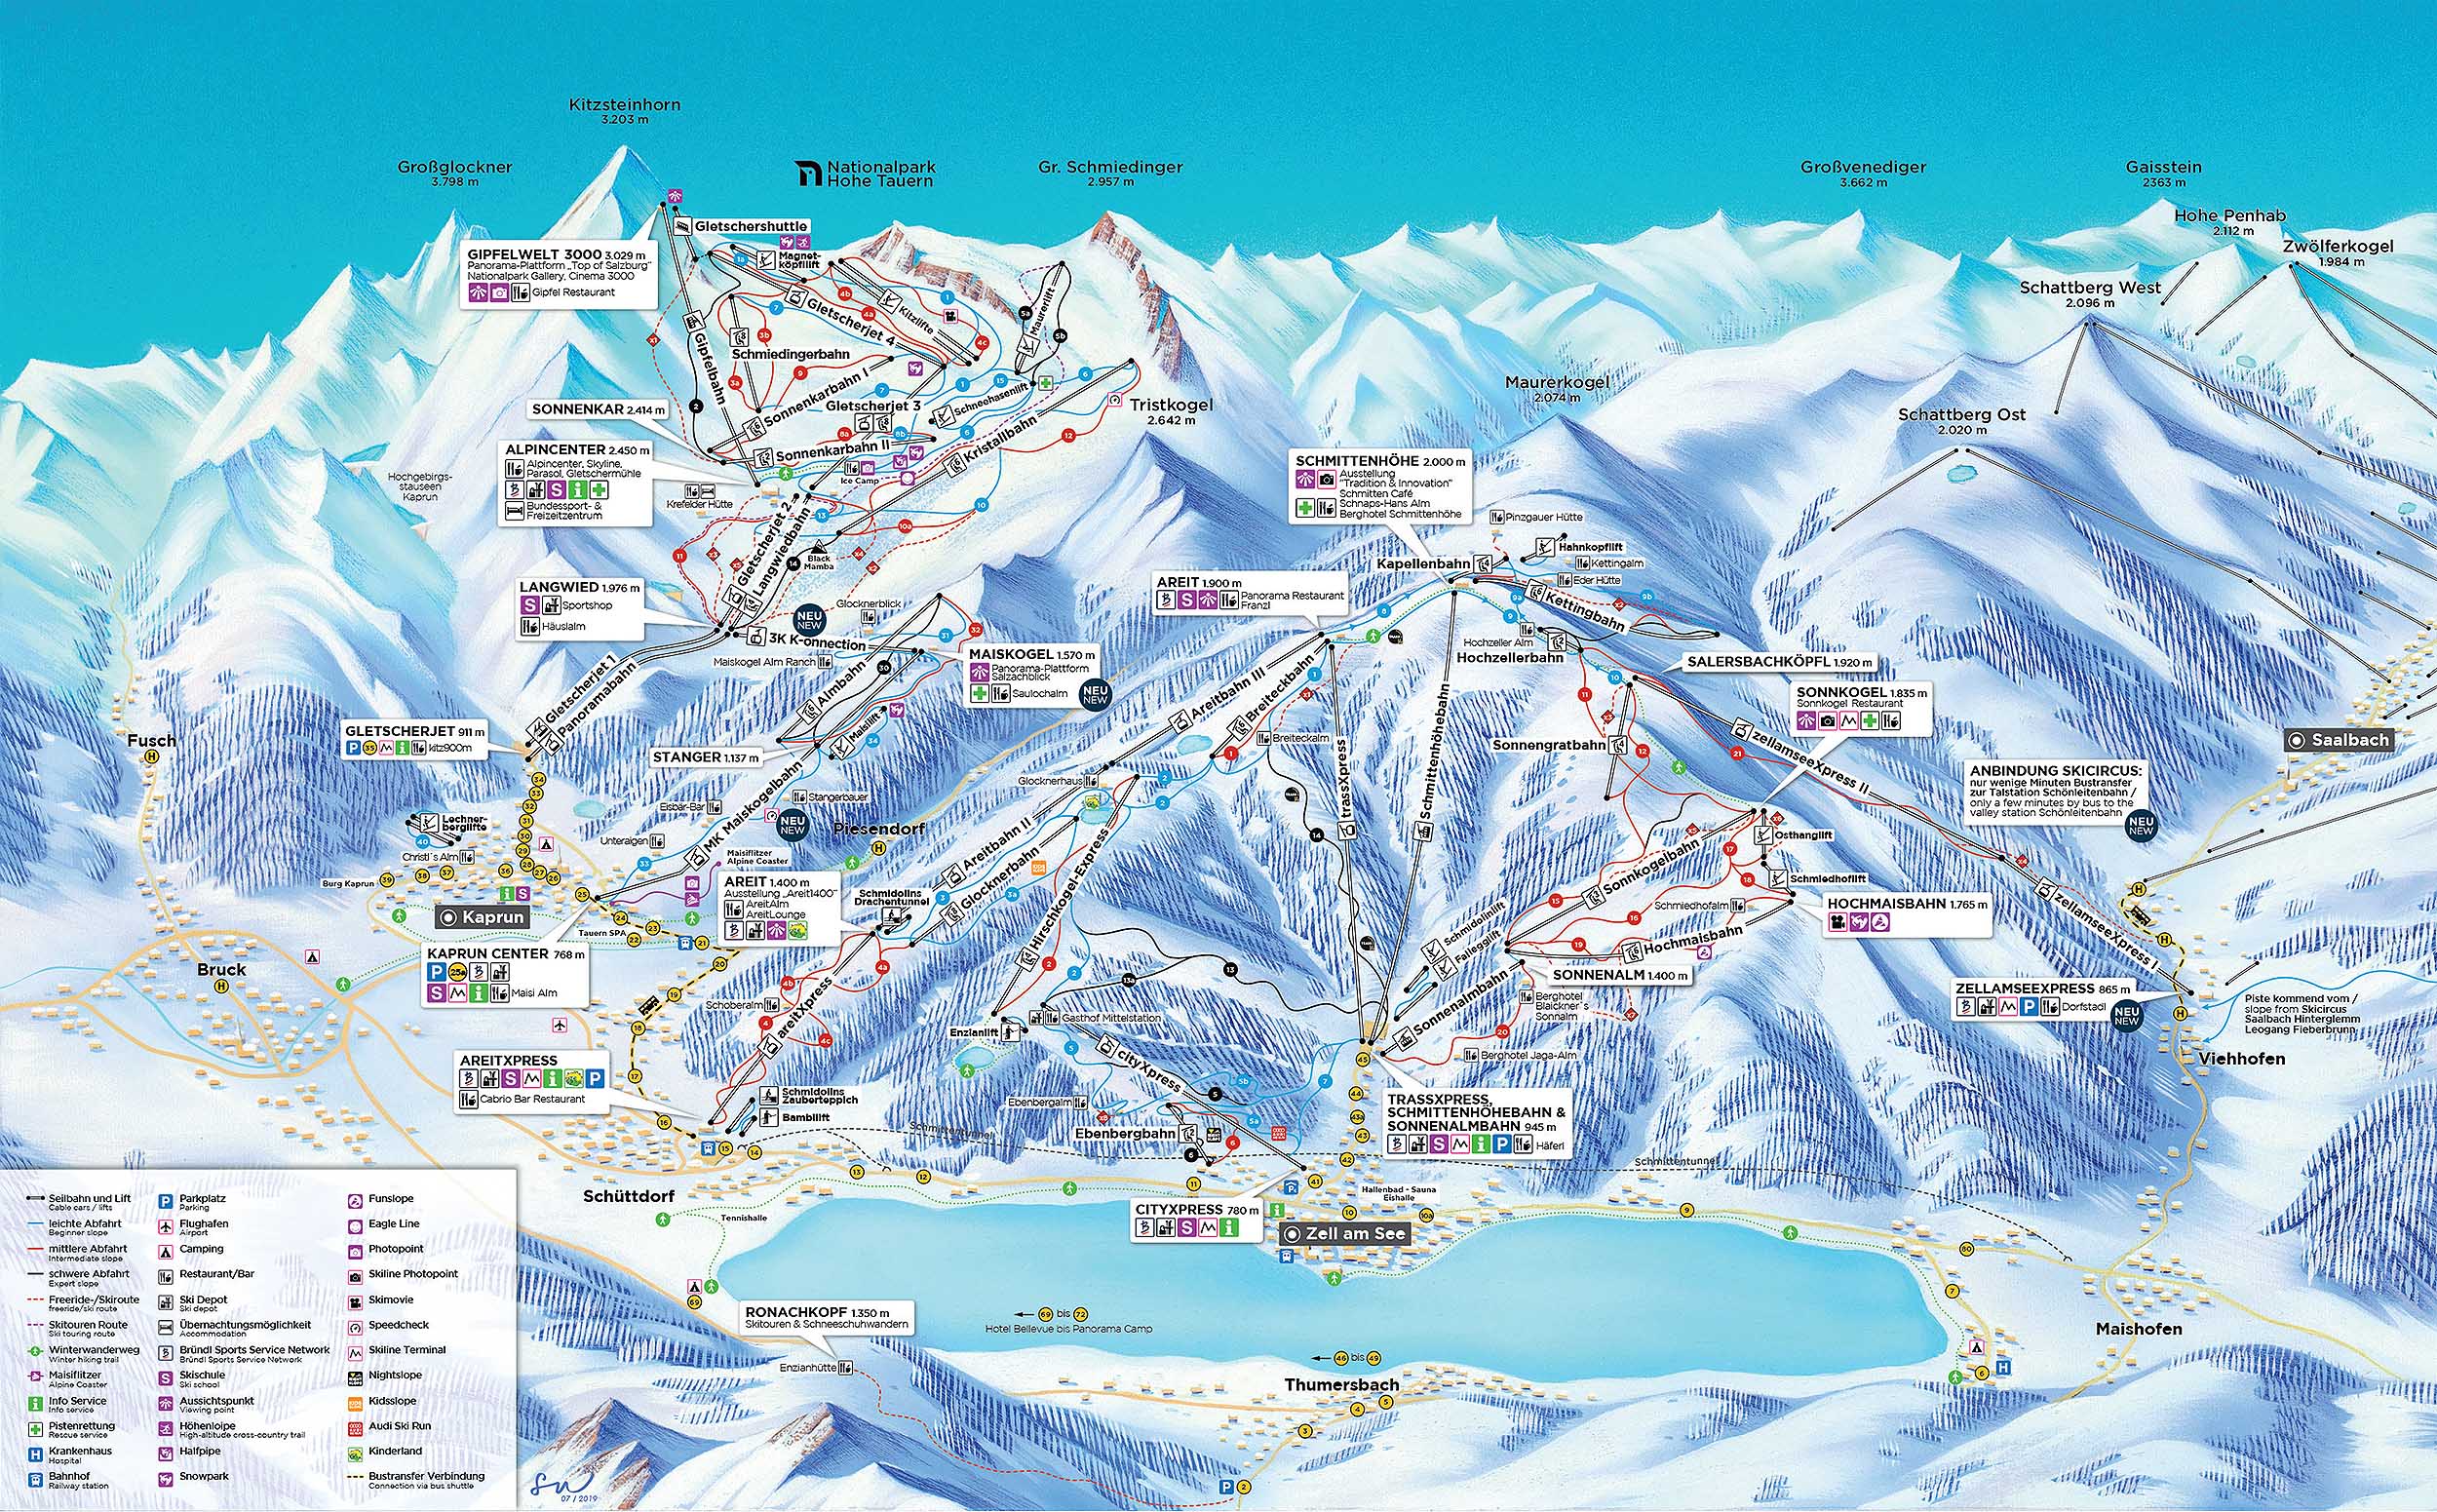 Kitzsteinhorn
3.203 m
Großglockner
3.798 m
Nationalpark
Hohe Tauern
Gr. Schmiedinger
2.957 m
Großvenediger
3.662 m
Gaisstein
2363 m
Hohe Penhab
2.112 m
Zwölferkogel
1.984 m
Schattberg West
2.096 m
Schattberg Ost
2.020 m
Maurerkogel
2.074 m
Tristkogel
2.642 m
Gletschershuttle
GIPFELWELT 3000 3.029 m
Panorama-Plattform „Top of Salzburg"
Nationalpark Gallery, Cinema 3000
Gipfel Restaurant
Magnet-
köpfllift
Gletscherjet 4
Kitzlifte
Maurerlift
Gipfelbahn
Schmiedingerbahn
Sonnenkarbahn I
Gletscherjet 3
Schneehasenlift
Sonnenkarbahn II
Kristallbahn
SONNENKAR 2.414 m
ALPINCENTER 2.450 m
Alpincenter, Skyline,
Parasol, Gletschermühle
Bundessport- &
Freizeitzentrum
Hochgebirgs-
stauseen
Kaprun
Krefelder Hütte
Ice Camp
Gletscherjet 2
Langwiedbahn
Black
Mamba
LANGWIED 1.976 m
Sportshop
Häuslalm
NEU
NEW
3K K-onnection
Glocknerblick
Maiskogel Alm Ranch
MAISKOGEL 1.570 m
Panorama-Plattform
Salzachblick
Saulochalm
NEU
NEW
Gletscherjet 1
Panoramabahn
Almbahn
Maislift
GLETSCHERJET 911 m
kitz900m
STANGER 1.137 m
Fusch
Eisbär-Bar
Stangerbauer
Unteraigen
MK Maiskogelbahn
NEU
NEW
Piesendorf
Maisiflitzer
Alpine Coaster
Lechner-
berglifte
Christl's Alm
Burg Kaprun
Kaprun
Tauern SPA
KAPRUN CENTER 768 m
Maisi Alm
Bruck
AREIT 1.400 m
Ausstellung „Areit1400"
AreitAlm
AreitLounge
Schmidolins
Drachentunnel
Areitbahn II
Glocknerbahn
Glocknerhaus
Hirschkogel-Express
Schoberalm
areitXpress
AREITXPRESS
Cabrio Bar Restaurant
Schmidolins
Zauberteppich
Bambilift
Schüttdorf
Tennishalle
AREIT 1.900 m
Panorama Restaurant
Franzl
Areitbahn III
Breiteckbahn
Breiteckalm
trassXpress
Schmittenhöhebahn
SCHMITTENHÖHE 2.000 m
Ausstellung
"Tradition & Innovation"
Schmitten Café
Schnaps-Hans Alm
Berghotel Schmittenhöhe
Pinzgauer Hütte
Hahnkopflift
Kapellenbahn
Kettingalm
Eder Hütte
Kettingbahn
Hochzeller Alm
Hochzellerbahn
SALERSBACHKÖPFL 1.920 m
SONNKOGEL 1.835 m
Sonnkogel Restaurant
Sonnengratbahn
zellamseeXpress II
ANBINDUNG SKICIRCUS:
nur wenige Minuten Bustransfer
zur Talstation Schönleitenbahn /
only a few minutes by bus to the
valley station Schönleitenbahn
NEU
NEW
Saalbach
Osthanglift
Sonnkogelbahn
Schmiedhoflift
Schmiedhofalm
HOCHMAISBAHN 1.765 m
Hochmaisbahn
Schmidolinlift
Falleggift
SONNENALM 1.400 m
Sonnenalmbahn
Berghotel
Blaickner's
Sonnalm
Berghotel Jaga-Alm
zellamseeXpress I
ZELLAMSEEXPRESS 865 m
Dorfstadl
NEU
NEW
Piste kommend vom /
slope from Skicircus
Saalbach Hinterglemm
Leogang Fieberbrunn
Viehhofen
Enzianlift
Gasthof Mittelstation
cityXpress
Ebenbergalm
Ebenbergbahn
TRASSXPRESS,
SCHMITTENHÖHEBAHN &
SONNENALMBAHN 945 m
Häferl
Schmittentunnel
Schmittentunnel
Hallenbad - Sauna
Eishalle
CITYXPRESS 780 m
Zell am See
RONACHKOPF 1.350 m
Skitouren & Schneeschuhwandern
Enzianhütte
69 bis 72
Hotel Bellevue bis Panorama Camp
46 bis 49
Thumersbach
Maishofen
Seilbahn und Lift
Cable cars / lifts
leichte Abfahrt
Beginner slope
mittlere Abfahrt
Intermediate slope
schwere Abfahrt
Expert slope
Freeride-/Skiroute
freeride/ski route
Skitouren Route
Ski touring route
Winterwanderweg
Winter hiking trail
Maisiflitzer
Alpine Coaster
Info Service
Info service
Pistenrettung
Rescue service
Krankenhaus
Hospital
Bahnhof
Railway station
Parkplatz
Parking
Flughafen
Airport
Camping
Restaurant/Bar
Ski Depot
Ski depot
Übernachtungsmöglichkeit
Accommodation
Bründl Sports Service Network
Bründl Sports Service Network
Skischule
Ski school
Aussichtspunkt
Viewing point
Höhenloipe
High-altitude cross-country trail
Halfpipe
Snowpark
Funslope
Eagle Line
Photopoint
Skiline Photopoint
Skimovie
Speedcheck
Skiline Terminal
Nightslope
Kidsslope
Audi Ski Run
Kinderland
Bustransfer Verbindung
Connection via bus shuttle
07 / 2019